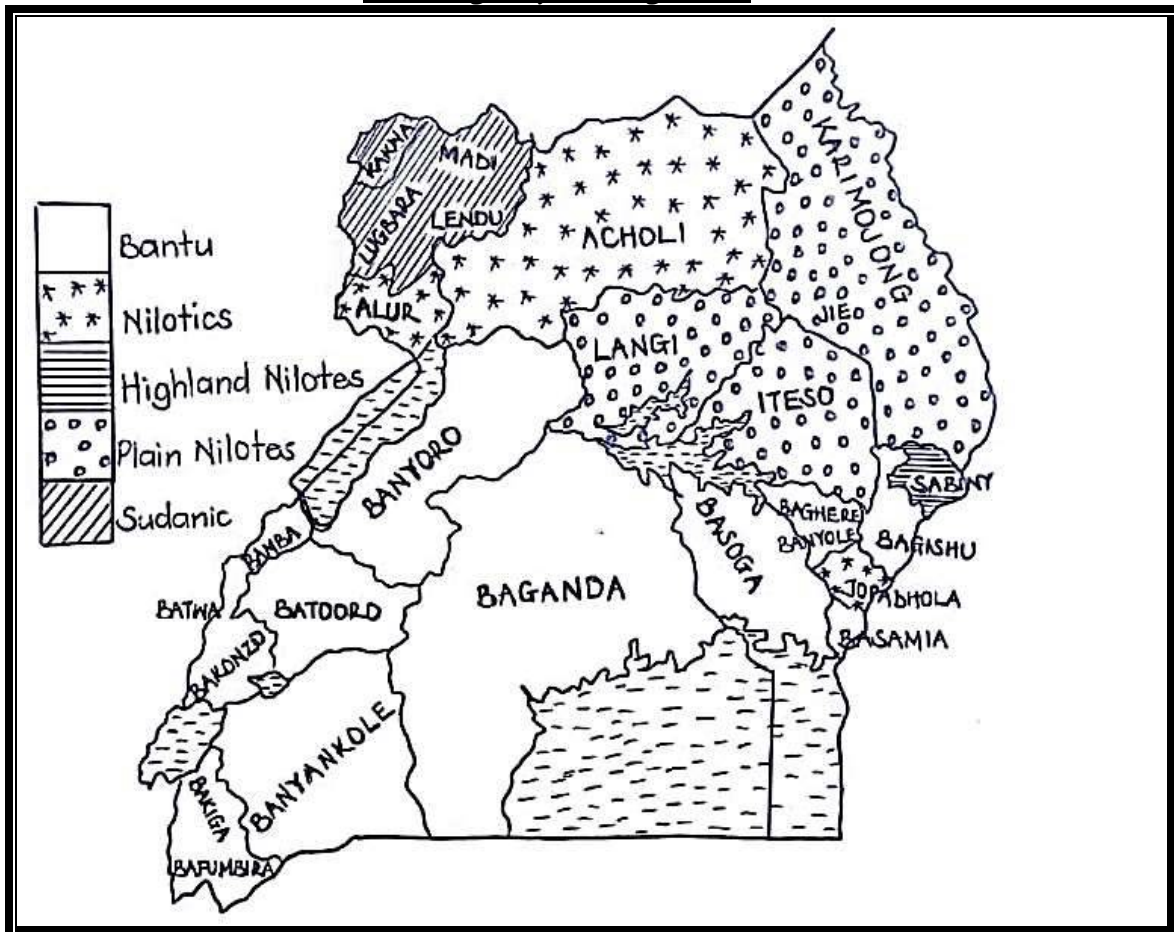 Bantu
Nilotics
Highland Nilotes
Plain Nilotes
Sudanic
KAKWA
MADI
LUGBARA
LENDU
ALUR
ACHOLI
KARIMOJONG
JIE
LANGI
ITESO
SABINY
BANYORO
BAGHERE
BANYOLE
BAGISHU
BASOGA
BAMBA
BAGANDA
JOPADHOLA
BATWA
BATOORO
BASAMIA
BAKONZO
BANYANKOLE
BAKIGA
BAFUMBIRA